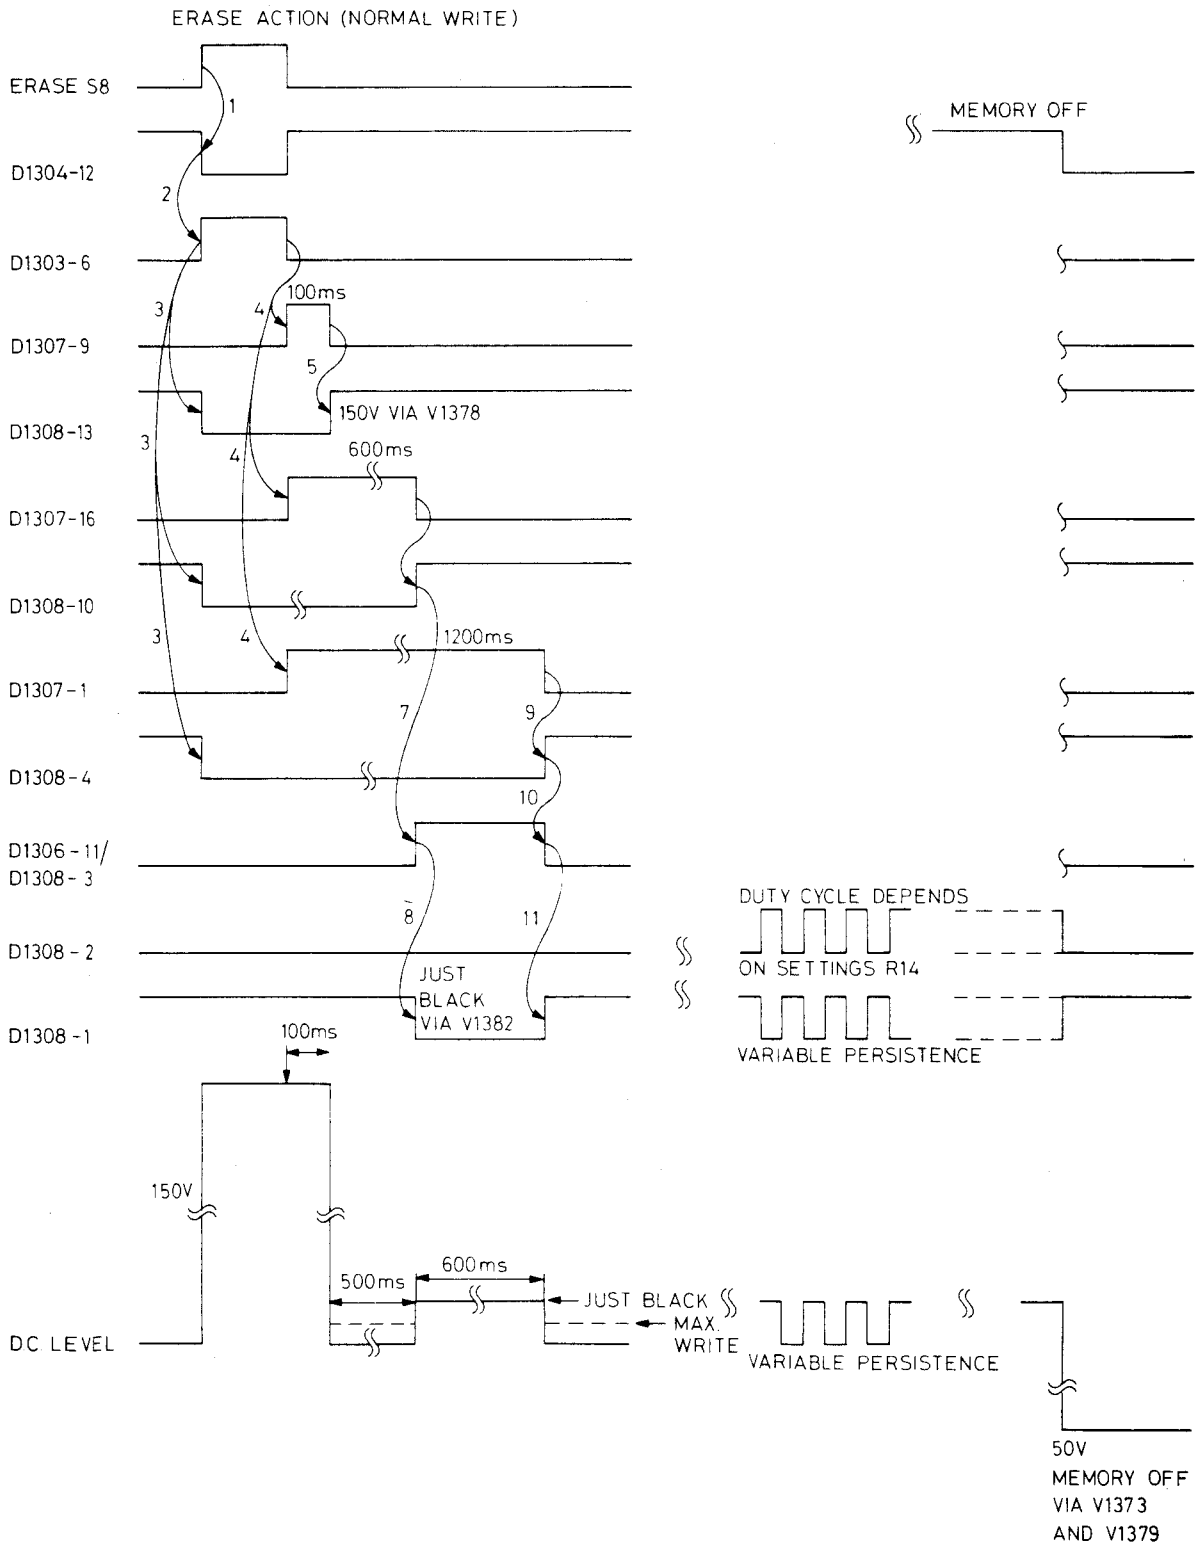 ERASE ACTION (NORMAL WRITE)
ERASE S8
1
MEMORY OFF
D1304-12
2
D1303-6
3
4
100ms
D1307-9
5
150V VIA V1378
D1308-13
3
4
600ms
D1307-16
D1308-10
3
4
1200ms
D1307-1
7
9
D1308-4
10
D1306-11/
D1308-3
8
11
DUTY CYCLE DEPENDS
D1308-2
ON SETTINGS R14
JUST
BLACK
VIA V1382
D1308-1
100ms
VARIABLE PERSISTENCE
150V
500ms
600ms
JUST BLACK
MAX.
WRITE
D.C. LEVEL
VARIABLE PERSISTENCE
50V
MEMORY OFF
VIA V1373
AND V1379